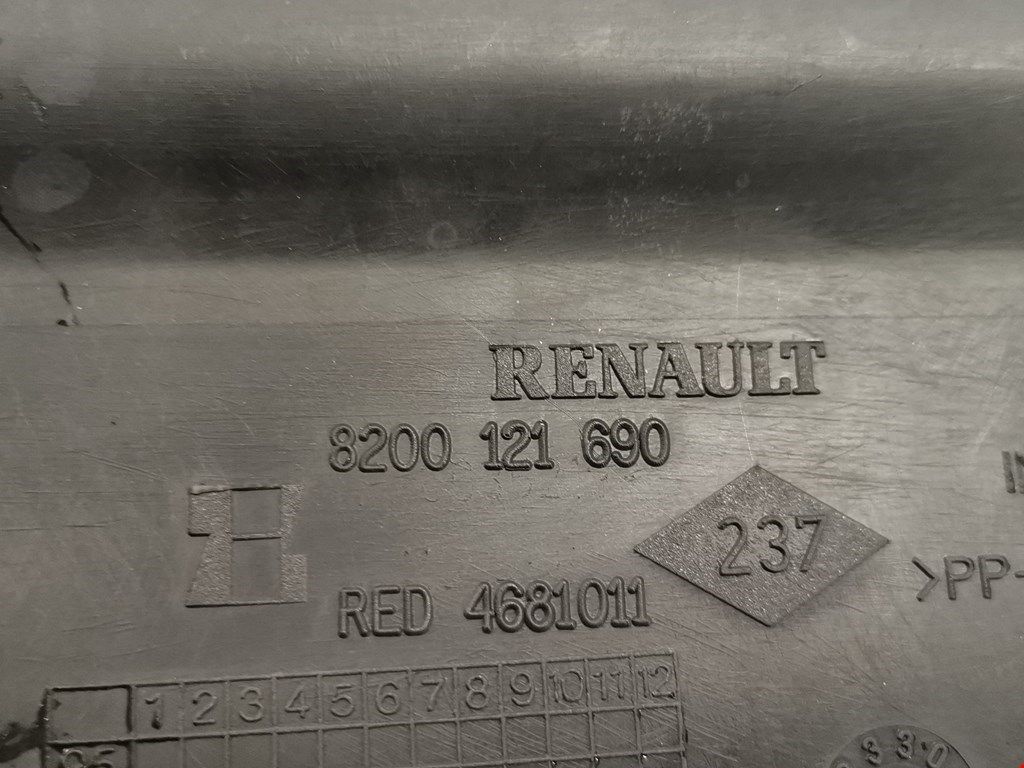 RENAULT
8200 121 690
237
>PP-
RED 4681011
1 2 3 4 5 6 7 8 9 10 11 12